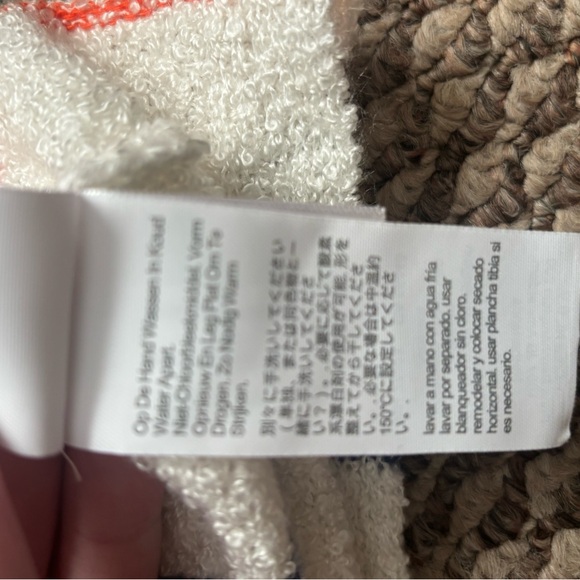 Op De Hand Wassen In Koud
Water Apart.
Niet-Chloorbleekmiddel. Vorm
Opnieuw En Leg Plat Om Te
Drogen. Zo Nodig Warm
Strijken.
別々に手洗いしてください
(単独、または同色類と一
緒に手洗いしてくださ
い?)。必要に応じて酸素
系漂白剤の使用が可能。形を
整えてから干してくださ
い。.必要な場合は中温約
150℃に設定してくださ
い。.
lavar a mano con agua fría
lavar por separado. usar
blanqueador sin cloro.
remodelar y colocar secado
horizontal. usar plancha tibia si
es necesario.